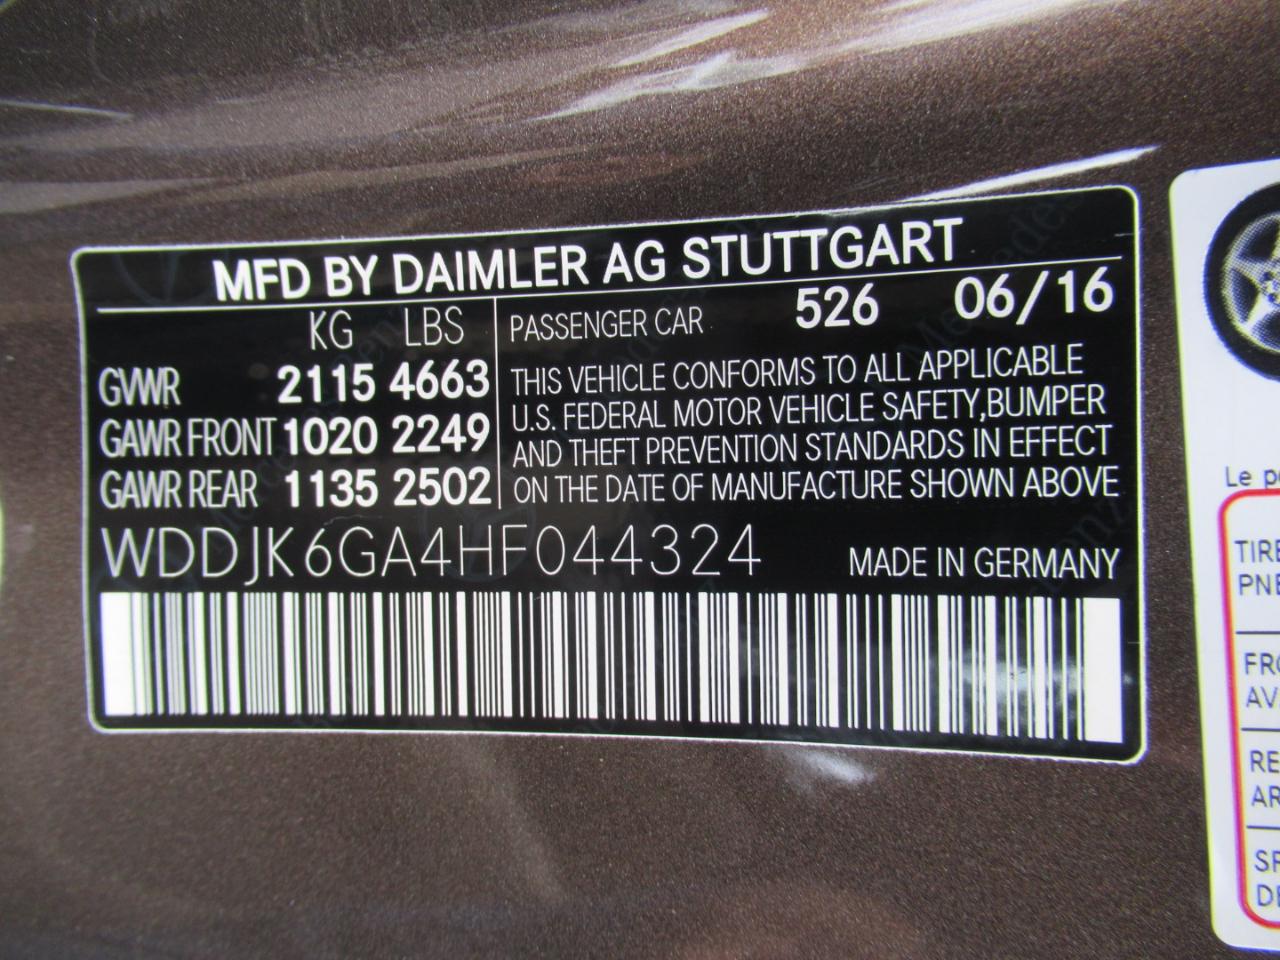 MFD BY DAIMLER AG STUTTGART
KG LBS
GVWR 2115 4663
GAWR FRONT 1020 2249
GAWR REAR 1135 2502
PASSENGER CAR 526 06/16
THIS VEHICLE CONFORMS TO ALL APPLICABLE
U.S. FEDERAL MOTOR VEHICLE SAFETY,BUMPER
AND THEFT PREVENTION STANDARDS IN EFFECT
ON THE DATE OF MANUFACTURE SHOWN ABOVE
WDDJK6GA4HF044324 MADE IN GERMANY
Le